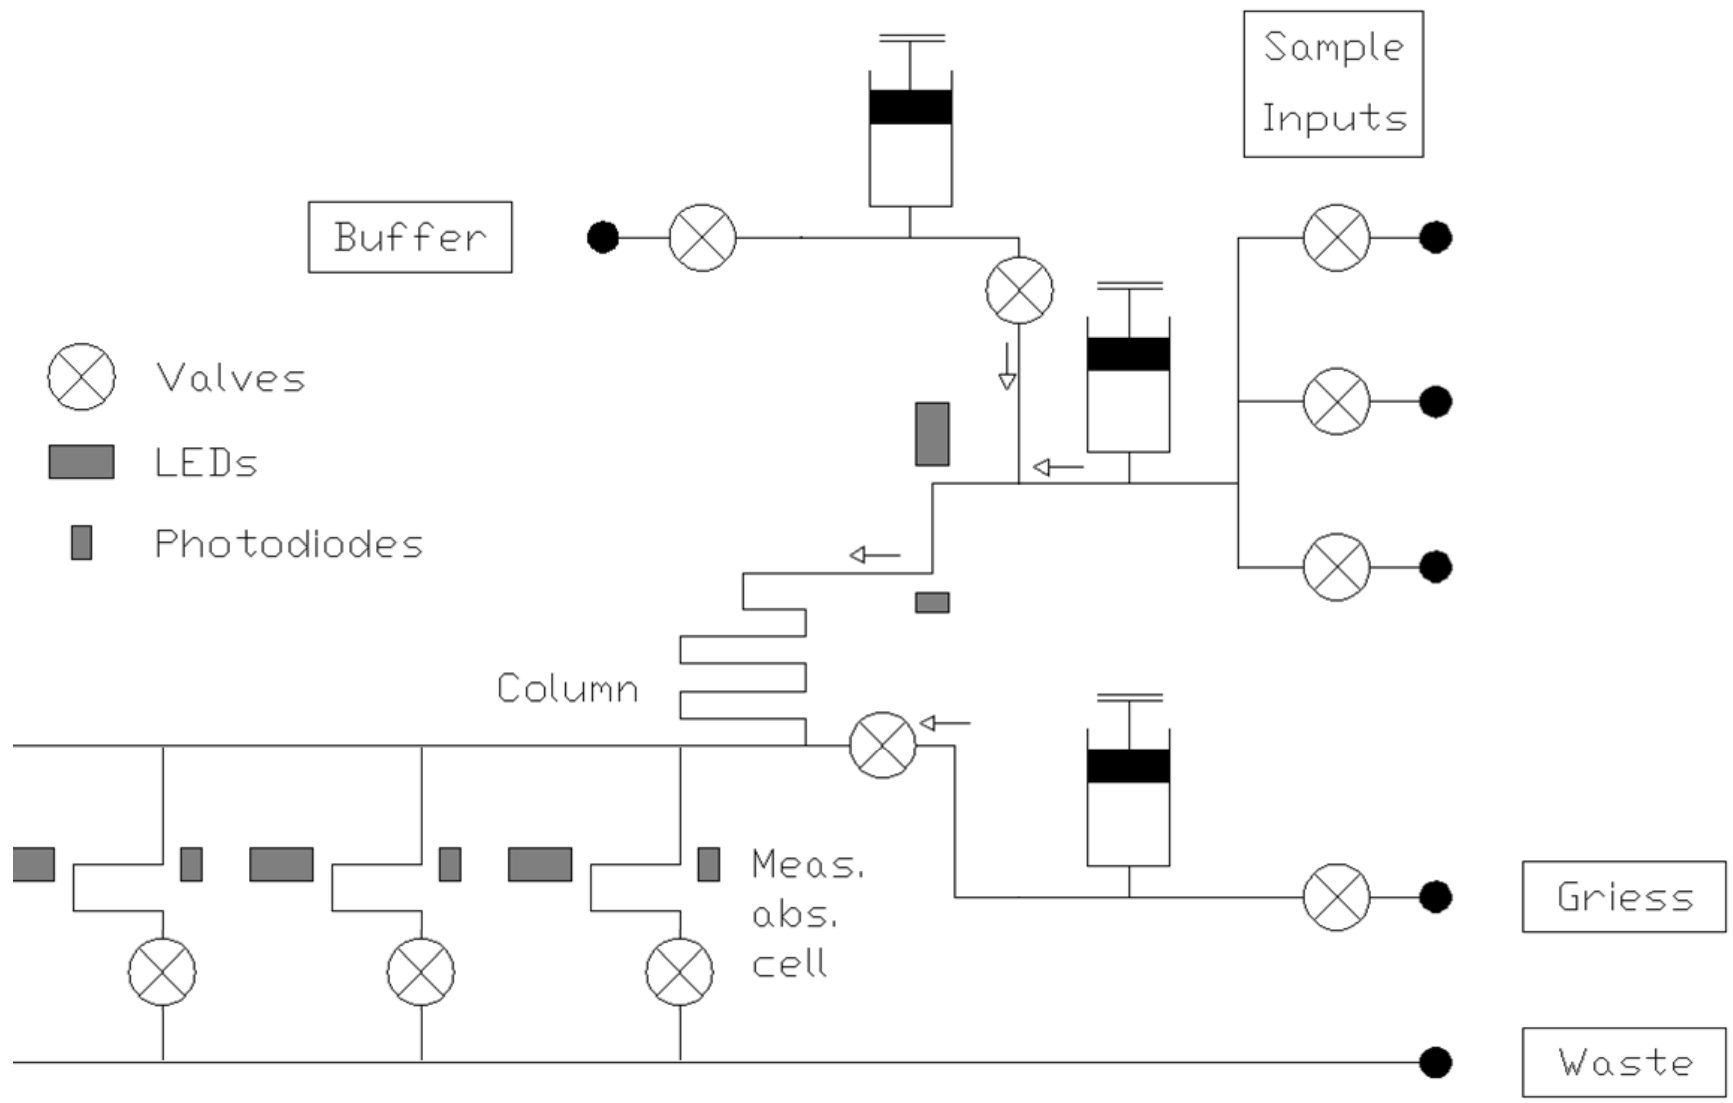 Sample
Inputs
Buffer
Valves
LEDs
Photodiodes
Column
Meas.
abs.
cell
Griess
Waste